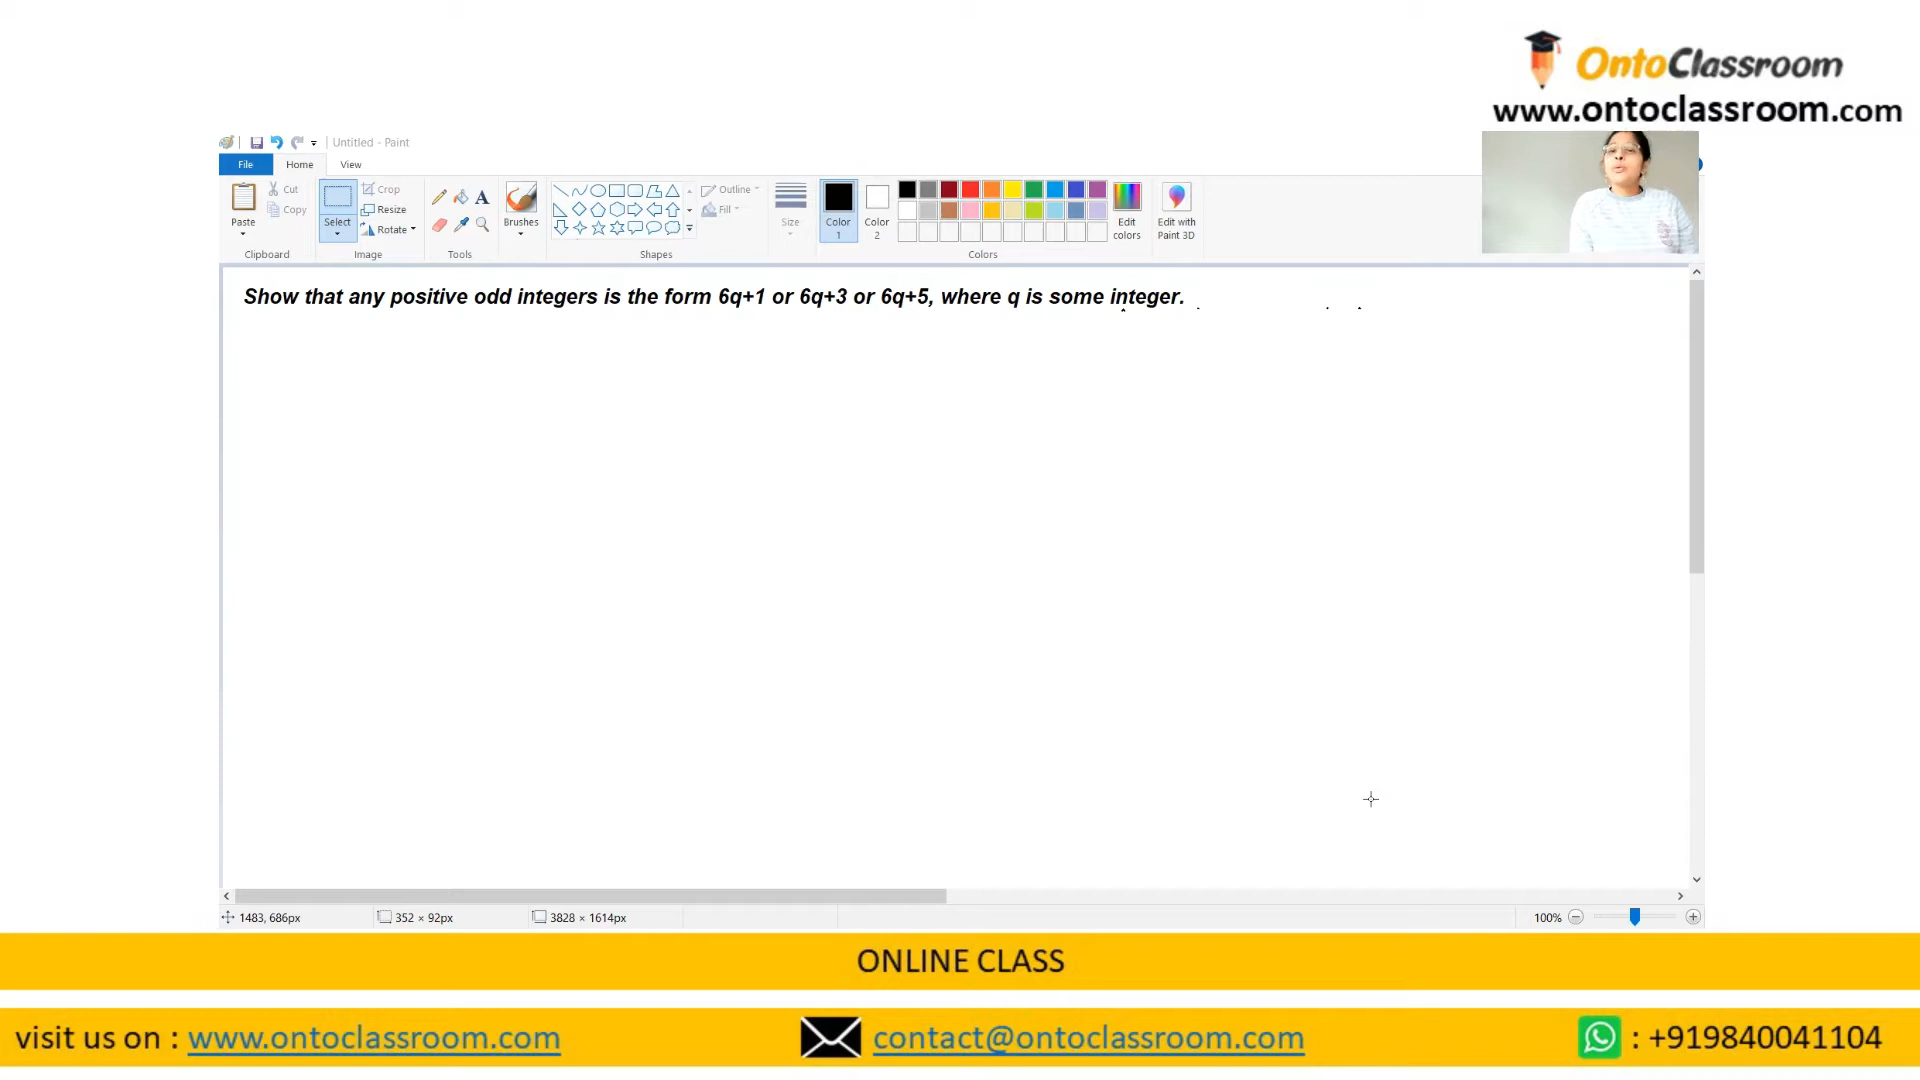 OntoClassroom
www.ontoclassroom.com
Untitled - Paint
File Home View
Paste
Cut
Copy
Clipboard
Select
Crop
Resize
Rotate
Image
Tools
Brushes
Shapes
Outline
Fill
Size
Color
1
Color
2
Colors
Edit
colors
Edit with
Paint 3D
Show that any positive odd integers is the form 6q+1 or 6q+3 or 6q+5, where q is some integer.
1483, 686px 352 × 92px 3828 × 1614px 100%
ONLINE CLASS
visit us on : www.ontoclassroom.com contact@ontoclassroom.com : +919840041104